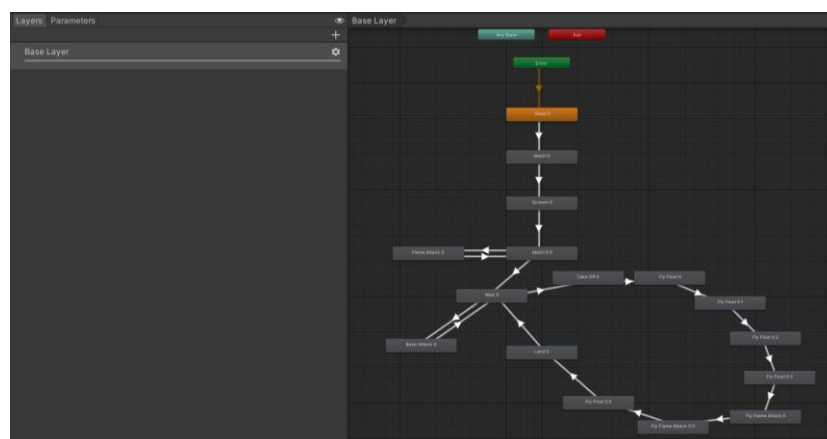 Layers Parameters
Base Layer
Base Layer
Any State
Exit
Entry
Sleep 0
Idle01 0
Scream 0
Flame Attack 0
Idle01 0 0
Take Off 0
Fly Float 0
Walk 0
Fly Float 0 1
Fly Float 0 2
Basic Attack 0
Land 0
Fly Float 0 3
Fly Float 0 0
Fly Flame Attack 0
Fly Flame Attack 0 0